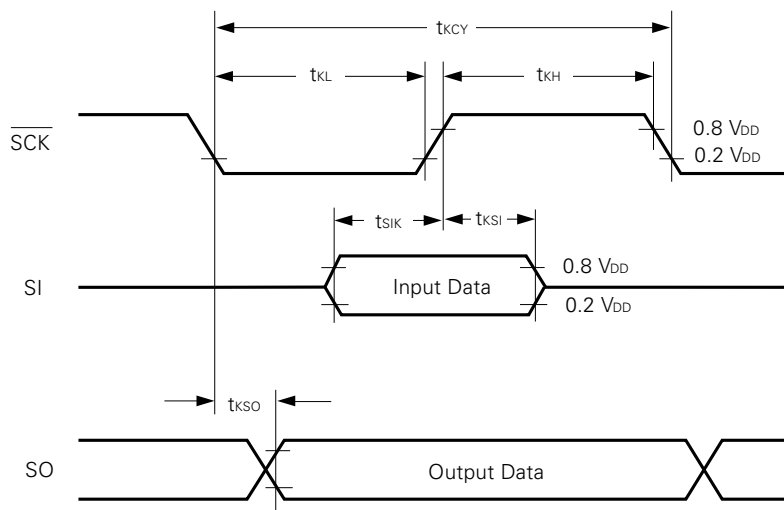 tKCY
tKL
tKH
SCK
0.8 VDD
0.2 VDD
tSIK
tKSI
SI
Input Data
0.8 VDD
0.2 VDD
tKSO
SO
Output Data